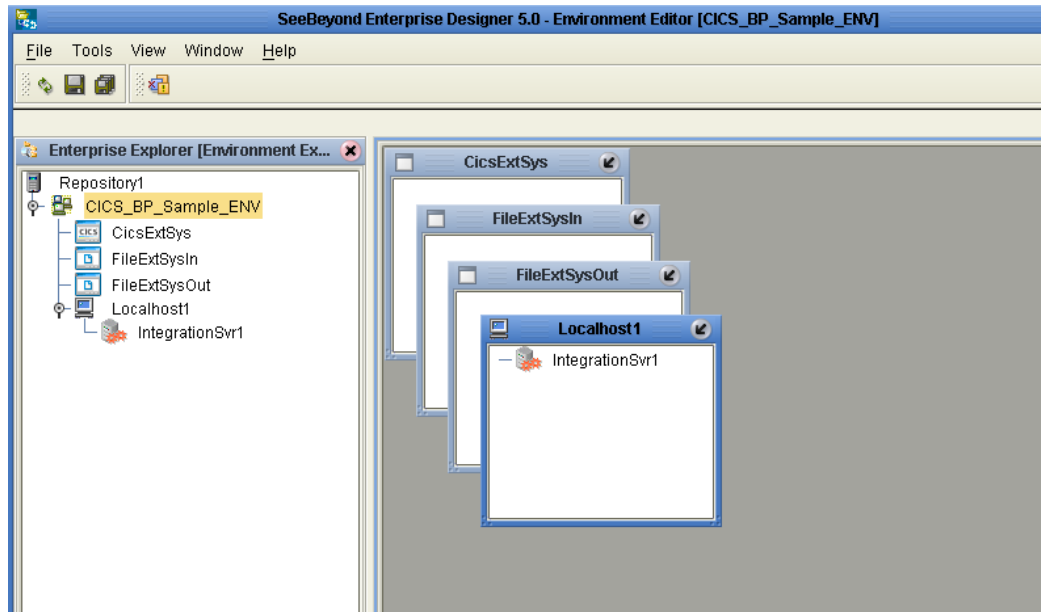 SeeBeyond Enterprise Designer 5.0 - Environment Editor [CICS_BP_Sample_ENV]
File Tools View Window Help
Enterprise Explorer [Environment Ex...
Repository1
CICS_BP_Sample_ENV
CICS CicsExtSys
FileExtSysIn
FileExtSysOut
Localhost1
IntegrationSvr1
CicsExtSys
FileExtSysIn
FileExtSysOut
Localhost1
IntegrationSvr1